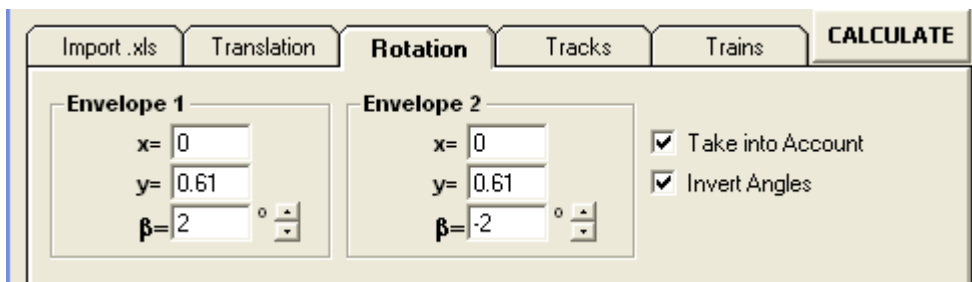 Import .xls Translation Rotation Tracks Trains CALCULATE
Envelope 1 Envelope 2
x= 0 x= 0 Take into Account
y= 0.61 y= 0.61 Invert Angles
β= 2 ° β= -2 °